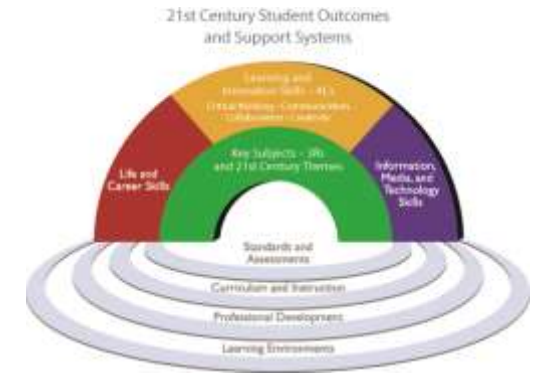 21st Century Student Outcomes
and Support Systems
Learning and
Innovation Skills – 4Cs
Critical thinking • Communication
Collaboration • Creativity
Key Subjects – 3Rs
and 21st Century Themes
Life and
Career Skills
Information,
Media, and
Technology
Skills
Standards and
Assessments
Curriculum and Instruction
Professional Development
Learning Environments